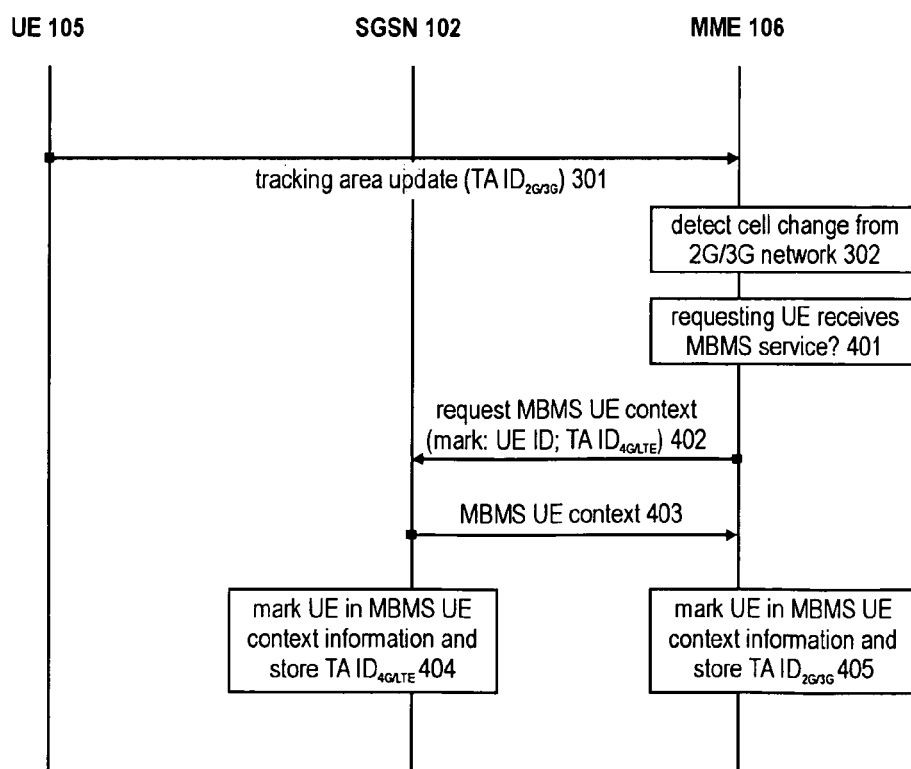 UE 105 SGSN 102 MME 106
tracking area update (TA ID2G/3G) 301
detect cell change from
2G/3G network 302
requesting UE receives
MBMS service? 401
request MBMS UE context
(mark: UE ID; TA ID4G/LTE) 402
MBMS UE context 403
mark UE in MBMS UE
context information and
store TA ID4G/LTE 404
mark UE in MBMS UE
context information and
store TA ID2G/3G 405